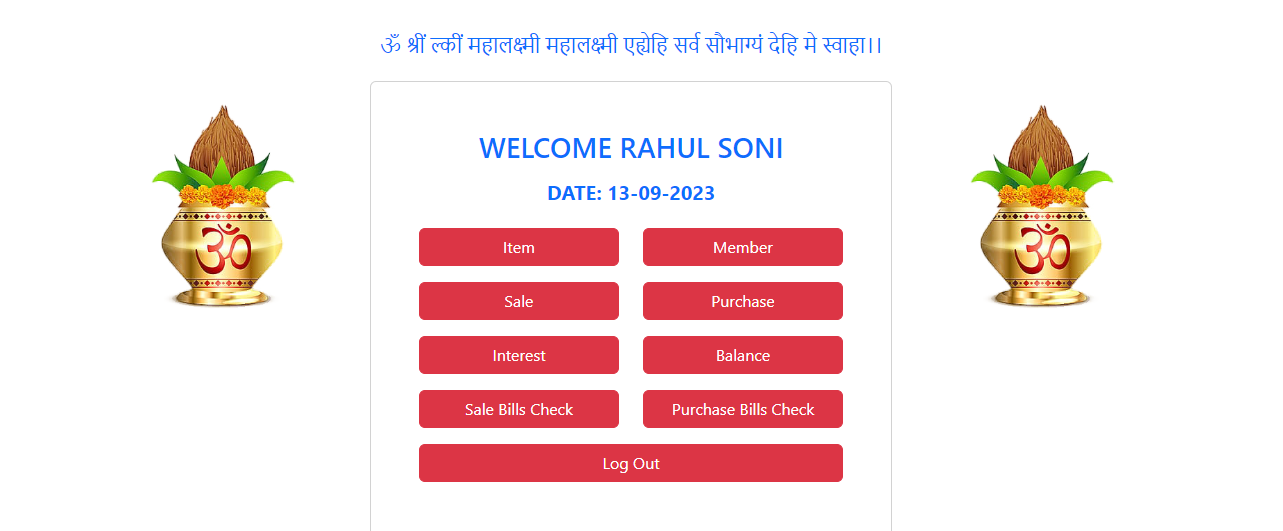 ॐ श्रीं ल्कीं महालक्ष्मी महालक्ष्मी एह्येहि सर्व सौभाग्यं देहि मे स्वाहा।।
WELCOME RAHUL SONI
DATE: 13-09-2023
Item
Member
Sale
Purchase
Interest
Balance
Sale Bills Check
Purchase Bills Check
Log Out
ॐ
ॐ